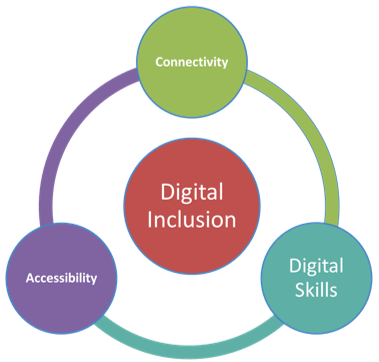 Connectivity
Digital
Inclusion
Accessibility
Digital
Skills